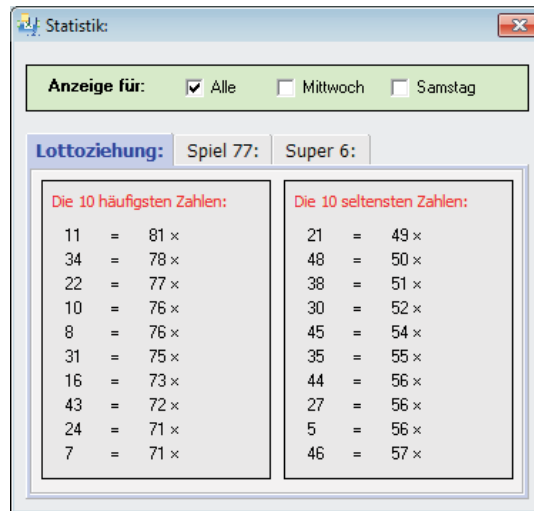 Statistik:
Anzeige für: Alle Mittwoch Samstag
Lottoziehung: Spiel 77: Super 6:
Die 10 häufigsten Zahlen:
11 = 81 ×
34 = 78 ×
22 = 77 ×
10 = 76 ×
8 = 76 ×
31 = 75 ×
16 = 73 ×
43 = 72 ×
24 = 71 ×
7 = 71 ×
Die 10 seltensten Zahlen:
21 = 49 ×
48 = 50 ×
38 = 51 ×
30 = 52 ×
45 = 54 ×
35 = 55 ×
44 = 56 ×
27 = 56 ×
5 = 56 ×
46 = 57 ×